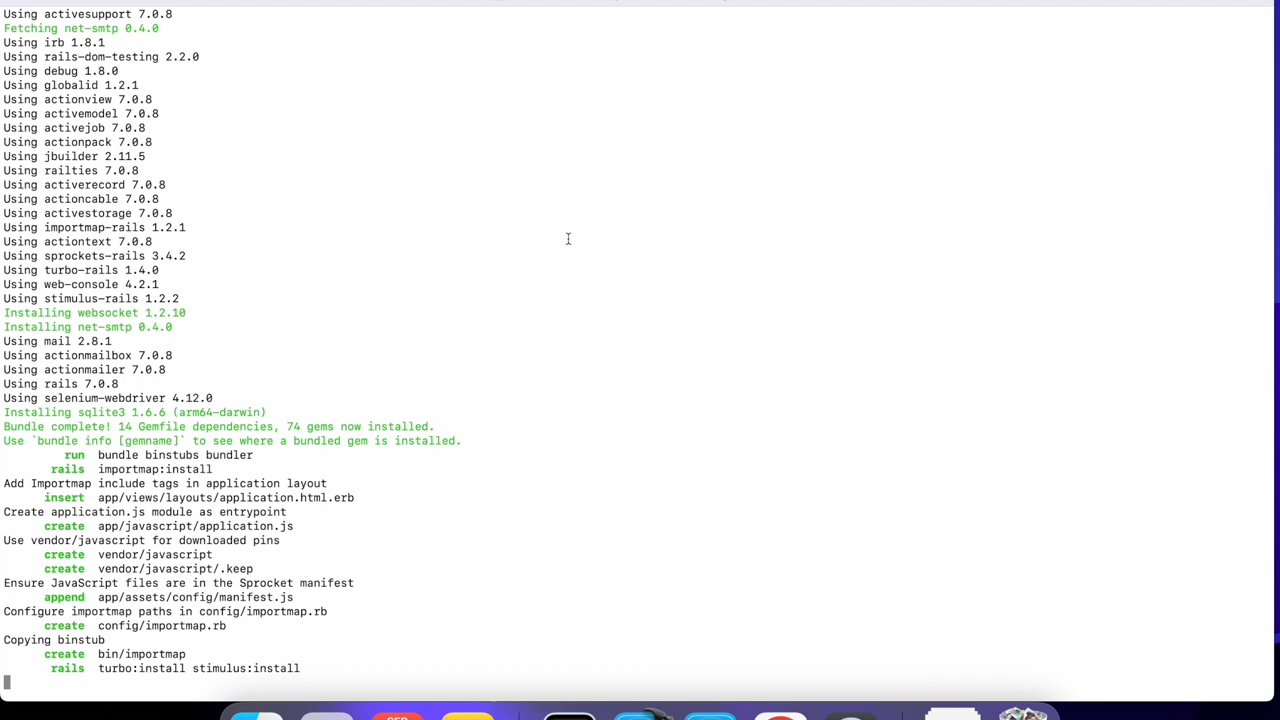 Using activesupport 7.0.8
Fetching net-smtp 0.4.0
Using irb 1.8.1
Using rails-dom-testing 2.2.0
Using debug 1.8.0
Using globalid 1.2.1
Using actionview 7.0.8
Using activemodel 7.0.8
Using activejob 7.0.8
Using actionpack 7.0.8
Using jbuilder 2.11.5
Using railties 7.0.8
Using activerecord 7.0.8
Using actioncable 7.0.8
Using activestorage 7.0.8
Using importmap-rails 1.2.1
Using actiontext 7.0.8
Using sprockets-rails 3.4.2
Using turbo-rails 1.4.0
Using web-console 4.2.1
Using stimulus-rails 1.2.2
Installing websocket 1.2.10
Installing net-smtp 0.4.0
Using mail 2.8.1
Using actionmailbox 7.0.8
Using actionmailer 7.0.8
Using rails 7.0.8
Using selenium-webdriver 4.12.0
Installing sqlite3 1.6.6 (arm64-darwin)
Bundle complete! 14 Gemfile dependencies, 74 gems now installed.
Use `bundle info [gemname]` to see where a bundled gem is installed.
run bundle binstubs bundler
rails importmap:install
Add Importmap include tags in application layout
insert app/views/layouts/application.html.erb
Create application.js module as entrypoint
create app/javascript/application.js
Use vendor/javascript for downloaded pins
create vendor/javascript
create vendor/javascript/.keep
Ensure JavaScript files are in the Sprocket manifest
append app/assets/config/manifest.js
Configure importmap paths in config/importmap.rb
create config/importmap.rb
Copying binstub
create bin/importmap
rails turbo:install stimulus:install